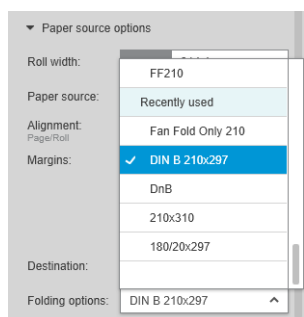 Paper source options
Roll width:
FF210
Paper source:
Recently used
Alignment:
Page/Roll
Fan Fold Only 210
Margins:
DIN B 210x297
DnB
210x310
180/20x297
Destination:
Folding options:
DIN B 210x297